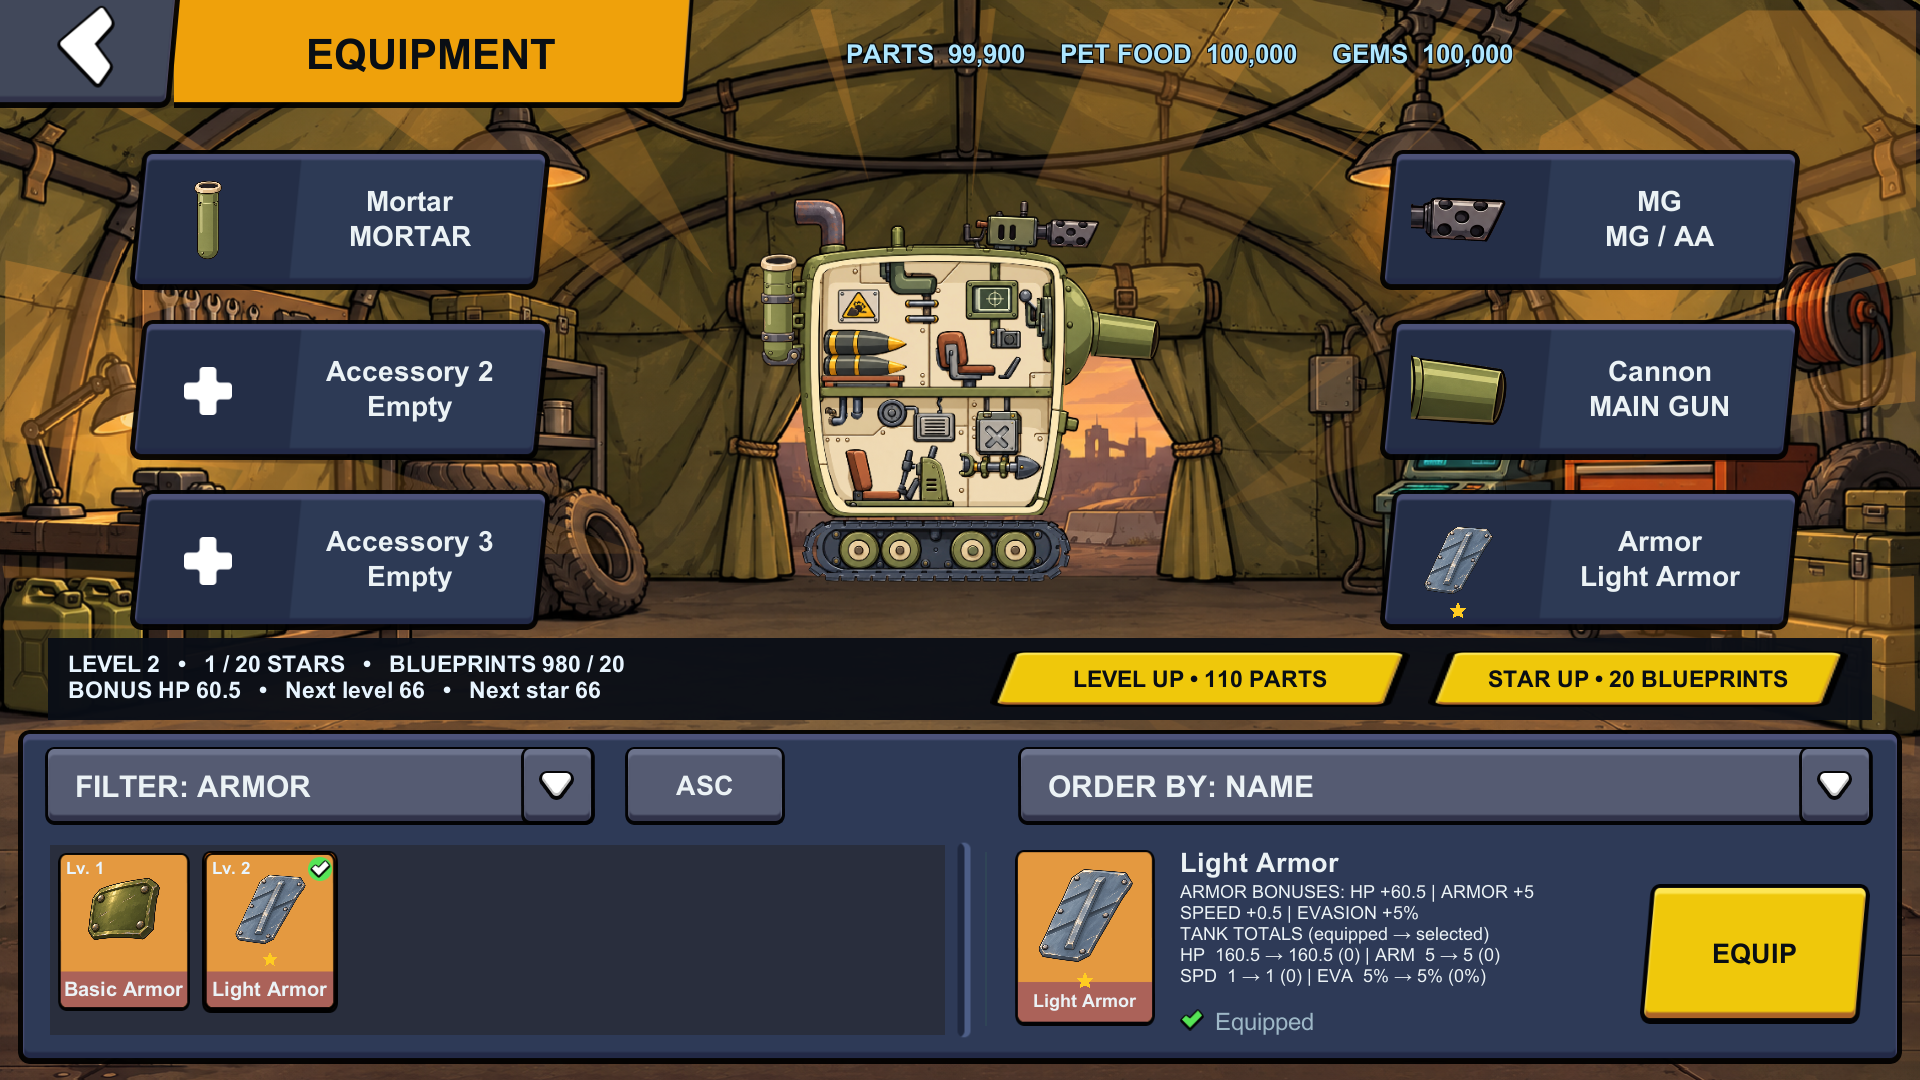 EQUIPMENT
PARTS 99,900 PET FOOD 100,000 GEMS 100,000
Mortar
MORTAR
MG
MG / AA
Accessory 2
Empty
Cannon
MAIN GUN
Accessory 3
Empty
Armor
Light Armor
LEVEL 2 • 1 / 20 STARS • BLUEPRINTS 980 / 20
BONUS HP 60.5 • Next level 66 • Next star 66
LEVEL UP • 110 PARTS
STAR UP • 20 BLUEPRINTS
FILTER: ARMOR
ASC
ORDER BY: NAME
Lv. 1
Basic Armor
Lv. 2
Light Armor
Light Armor
Light Armor
ARMOR BONUSES: HP +60.5 | ARMOR +5
SPEED +0.5 | EVASION +5%
TANK TOTALS (equipped → selected)
HP 160.5 → 160.5 (0) | ARM 5 → 5 (0)
SPD 1 → 1 (0) | EVA 5% → 5% (0%)
Equipped
EQUIP